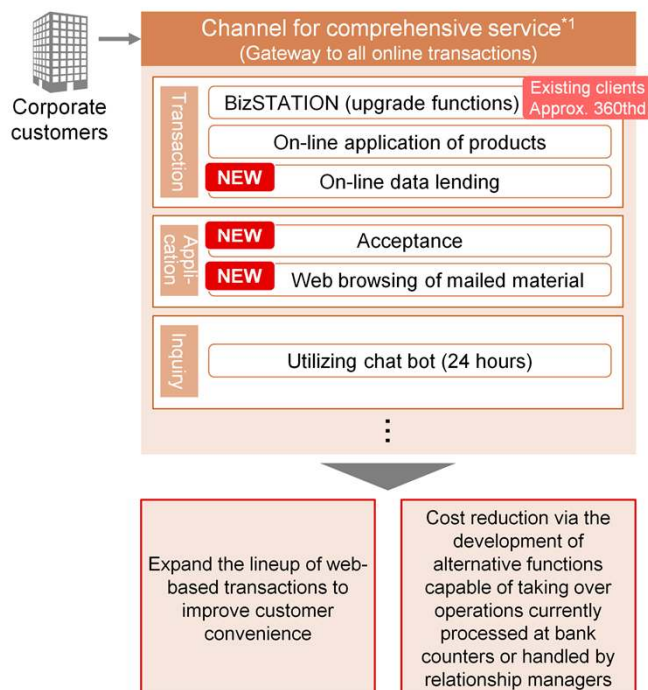 Channel for comprehensive service*1
(Gateway to all online transactions)
Corporate
customers
Transaction
BizSTATION (upgrade functions)
Existing clients
Approx. 360thd
On-line application of products
NEW
On-line data lending
Appli-
cation
NEW
Acceptance
NEW
Web browsing of mailed material
Inquiry
Utilizing chat bot (24 hours)
⋮
Expand the lineup of web-
based transactions to
improve customer
convenience
Cost reduction via the
development of
alternative functions
capable of taking over
operations currently
processed at bank
counters or handled by
relationship managers